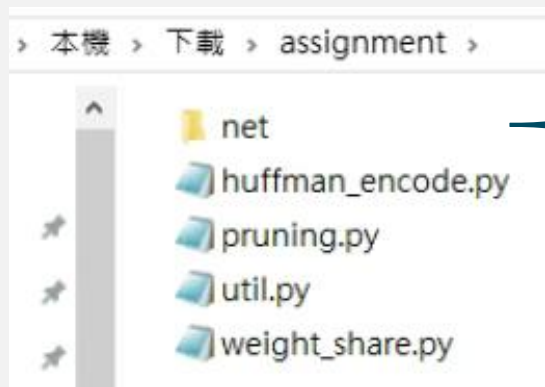 › 本機 › 下載 › assignment ›
net
huffman_encode.py
pruning.py
util.py
weight_share.py